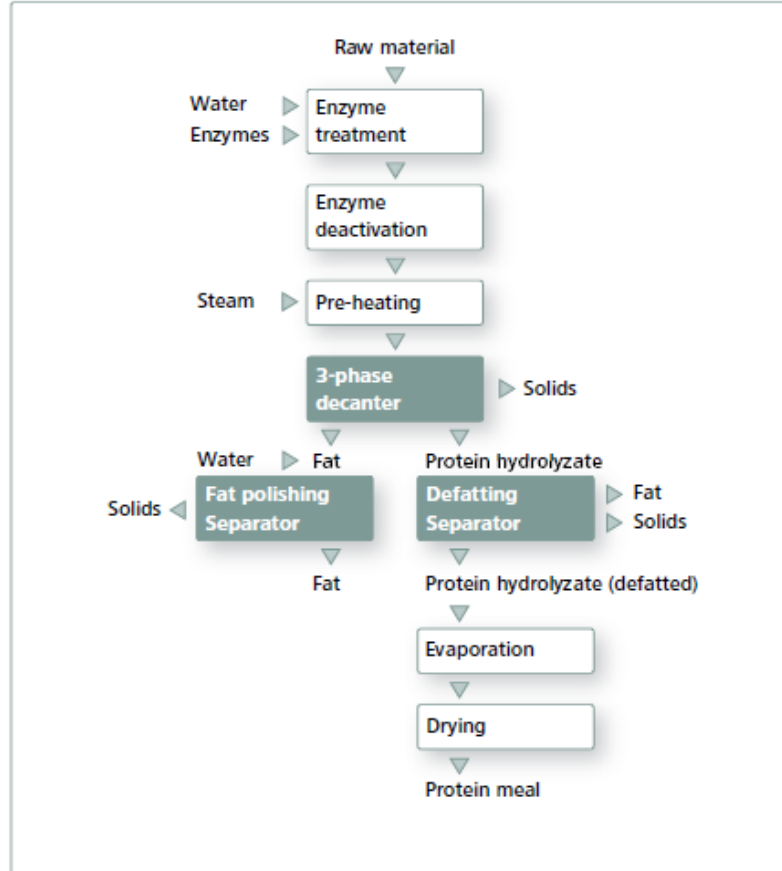 Raw material
Water
Enzymes
Enzyme
treatment
Enzyme
deactivation
Steam
Pre-heating
3-phase
decanter
Solids
Water
Fat
Protein hydrolyzate
Solids
Fat polishing
Separator
Defatting
Separator
Fat
Solids
Fat
Protein hydrolyzate (defatted)
Evaporation
Drying
Protein meal